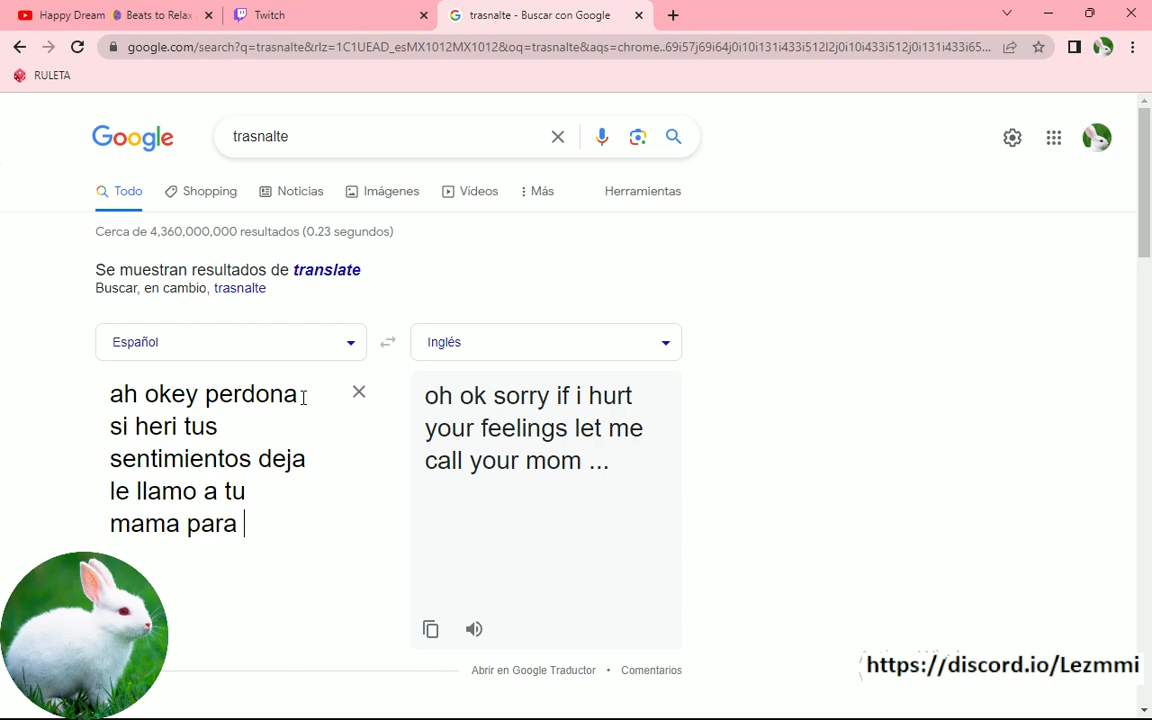 Happy Dream 🔮 Beats to Relax
Twitch
trasnalte - Buscar con Google
google.com/search?q=trasnalte&rlz=1C1UEAD_esMX1012MX1012&oq=trasnalte&aqs=chrome..69i57j69i64j0i10i131i433i512l2j0i10i433i512j0i131i433i65...
RULETA
Google
trasnalte
Todo
Shopping
Noticias
Imágenes
Videos
Más
Herramientas
Cerca de 4,360,000,000 resultados (0.23 segundos)
Se muestran resultados de translate
Buscar, en cambio, trasnalte
Español
Inglés
ah okey perdona
si heri tus
sentimientos deja
le llamo a tu
mama para
oh ok sorry if i hurt
your feelings let me
call your mom ...
Abrir en Google Traductor • Comentarios
https://discord.io/Lezmmi